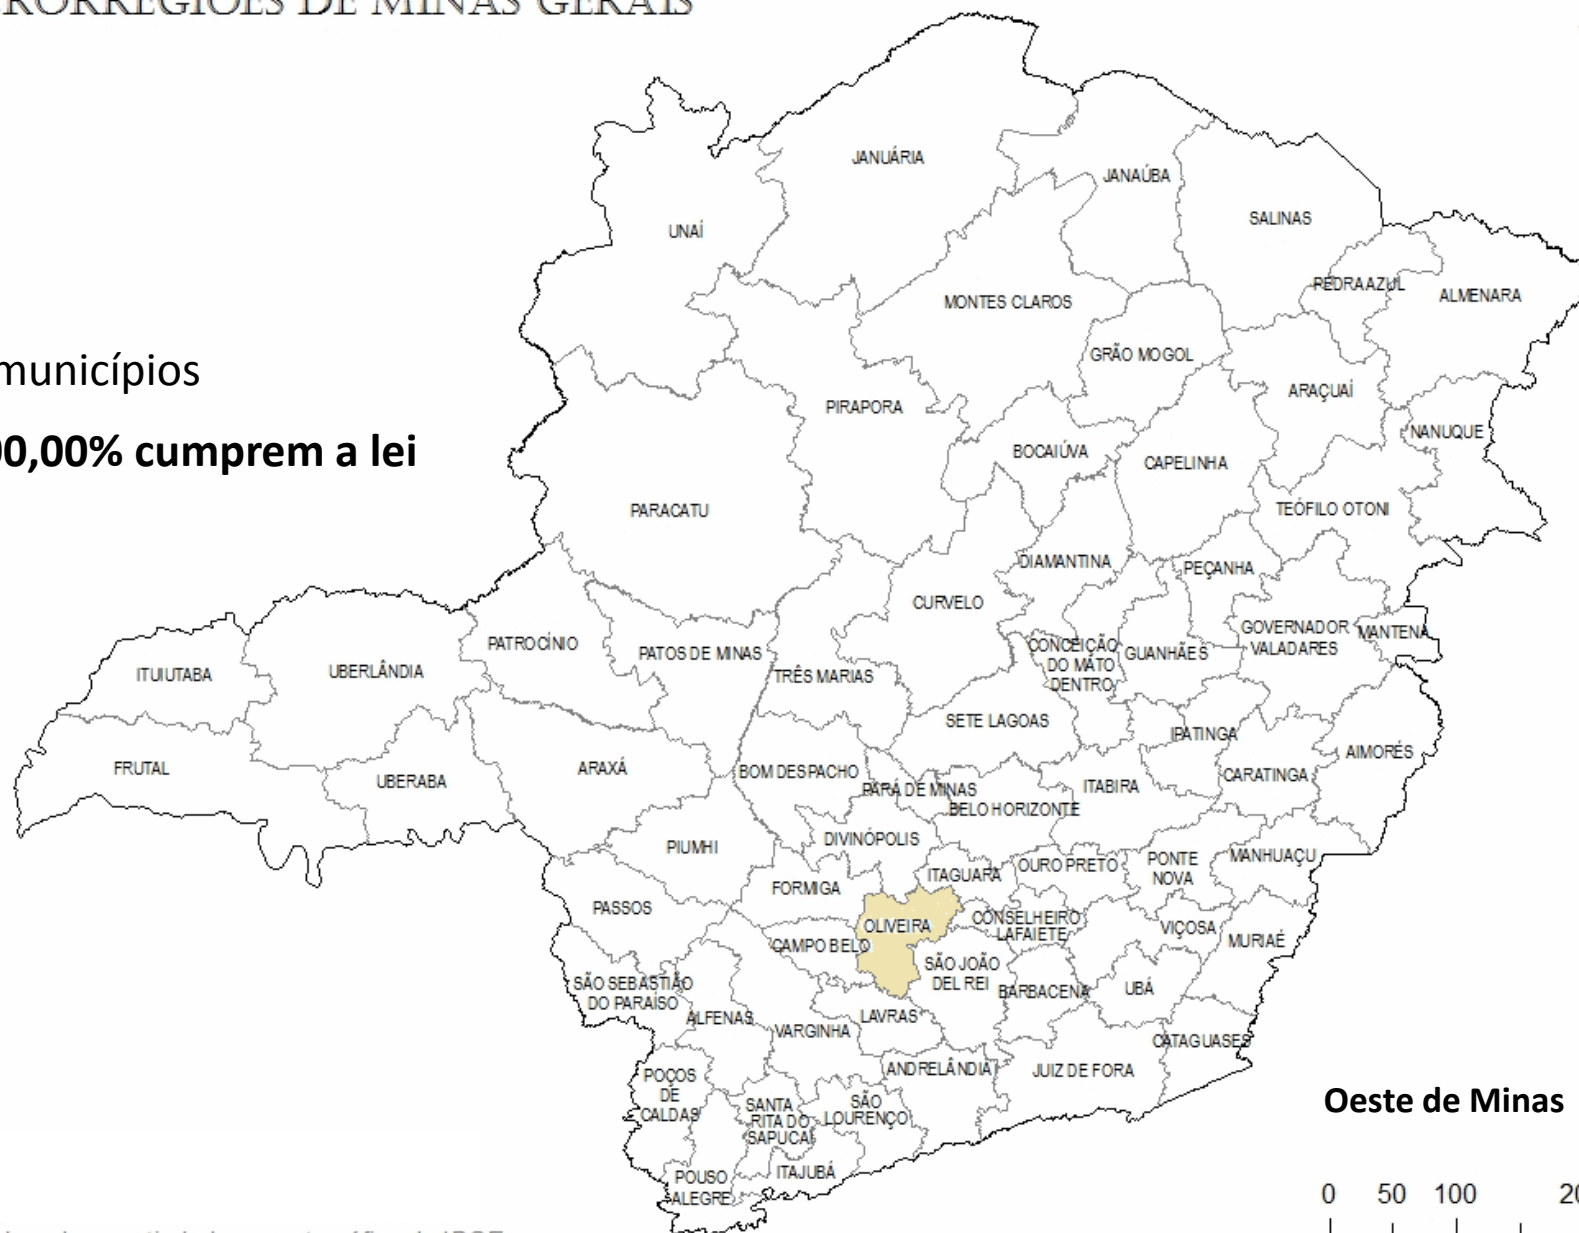 RORREGIÕES DE MINAS GERAIS
municípios
00,00% cumprem a lei
JANUÁRIA
JANAÚBA
SALINAS
UNAÍ
PEDRA AZUL
ALMENARA
MONTES CLAROS
GRÃO MOGOL
ARAÇUAÍ
PIRAPORA
NANUQUE
BOCAIÚVA
CAPELINHA
PARACATU
TEÓFILO OTONI
DIAMANTINA
PEÇANHA
CURVELO
PATROCÍNIO
PATOS DE MINAS
ITUIUTABA
UBERLÂNDIA
TRÊS MARIAS
CONCEIÇÃO
DO MATO
DENTRO
GUANHÃES
GOVERNADOR
VALADARES
MANTENA
SETE LAGOAS
IPATINGA
AIMORÉS
FRUTAL
UBERABA
ARAXÁ
BOM DESPACHO
PARÁ DE MINAS
BELO HORIZONTE
ITABIRA
CARATINGA
PIUMHI
DIVINÓPOLIS
FORMIGA
ITAGUARA
OURO PRETO
PONTE
NOVA
MANHUAÇU
PASSOS
OLIVEIRA
CONSELHEIRO
LAFAIETE
VIÇOSA
MURIAÉ
CAMPO BELO
SÃO JOÃO
DEL REI
BARBACENA
UBÁ
SÃO SEBASTIÃO
DO PARAÍSO
ALFENAS
VARGINHA
LAVRAS
CATAGUASES
ANDRELÂNDIA
JUIZ DE FORA
POÇOS
DE
CALDAS
SANTA
RITA DO
SAPUCAÍ
SÃO
LOURENÇO
POUSO
ALEGRE
ITAJUBÁ
Oeste de Minas
0 50 100 20